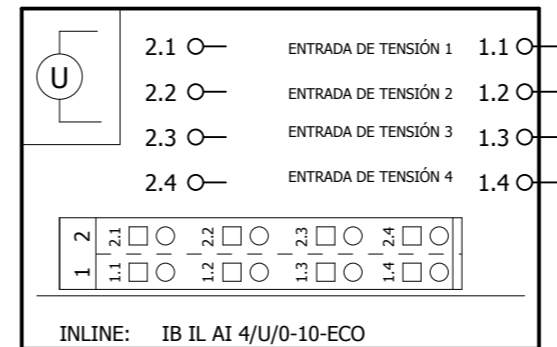 2.1 ENTRADA DE TENSIÓN 1 1.1
U
2.2 ENTRADA DE TENSIÓN 2 1.2
2.3 ENTRADA DE TENSIÓN 3 1.3
2.4 ENTRADA DE TENSIÓN 4 1.4
2 2.1 2.2 2.3 2.4
1 1.1 1.2 1.3 1.4
INLINE: IB IL AI 4/U/0-10-ECO